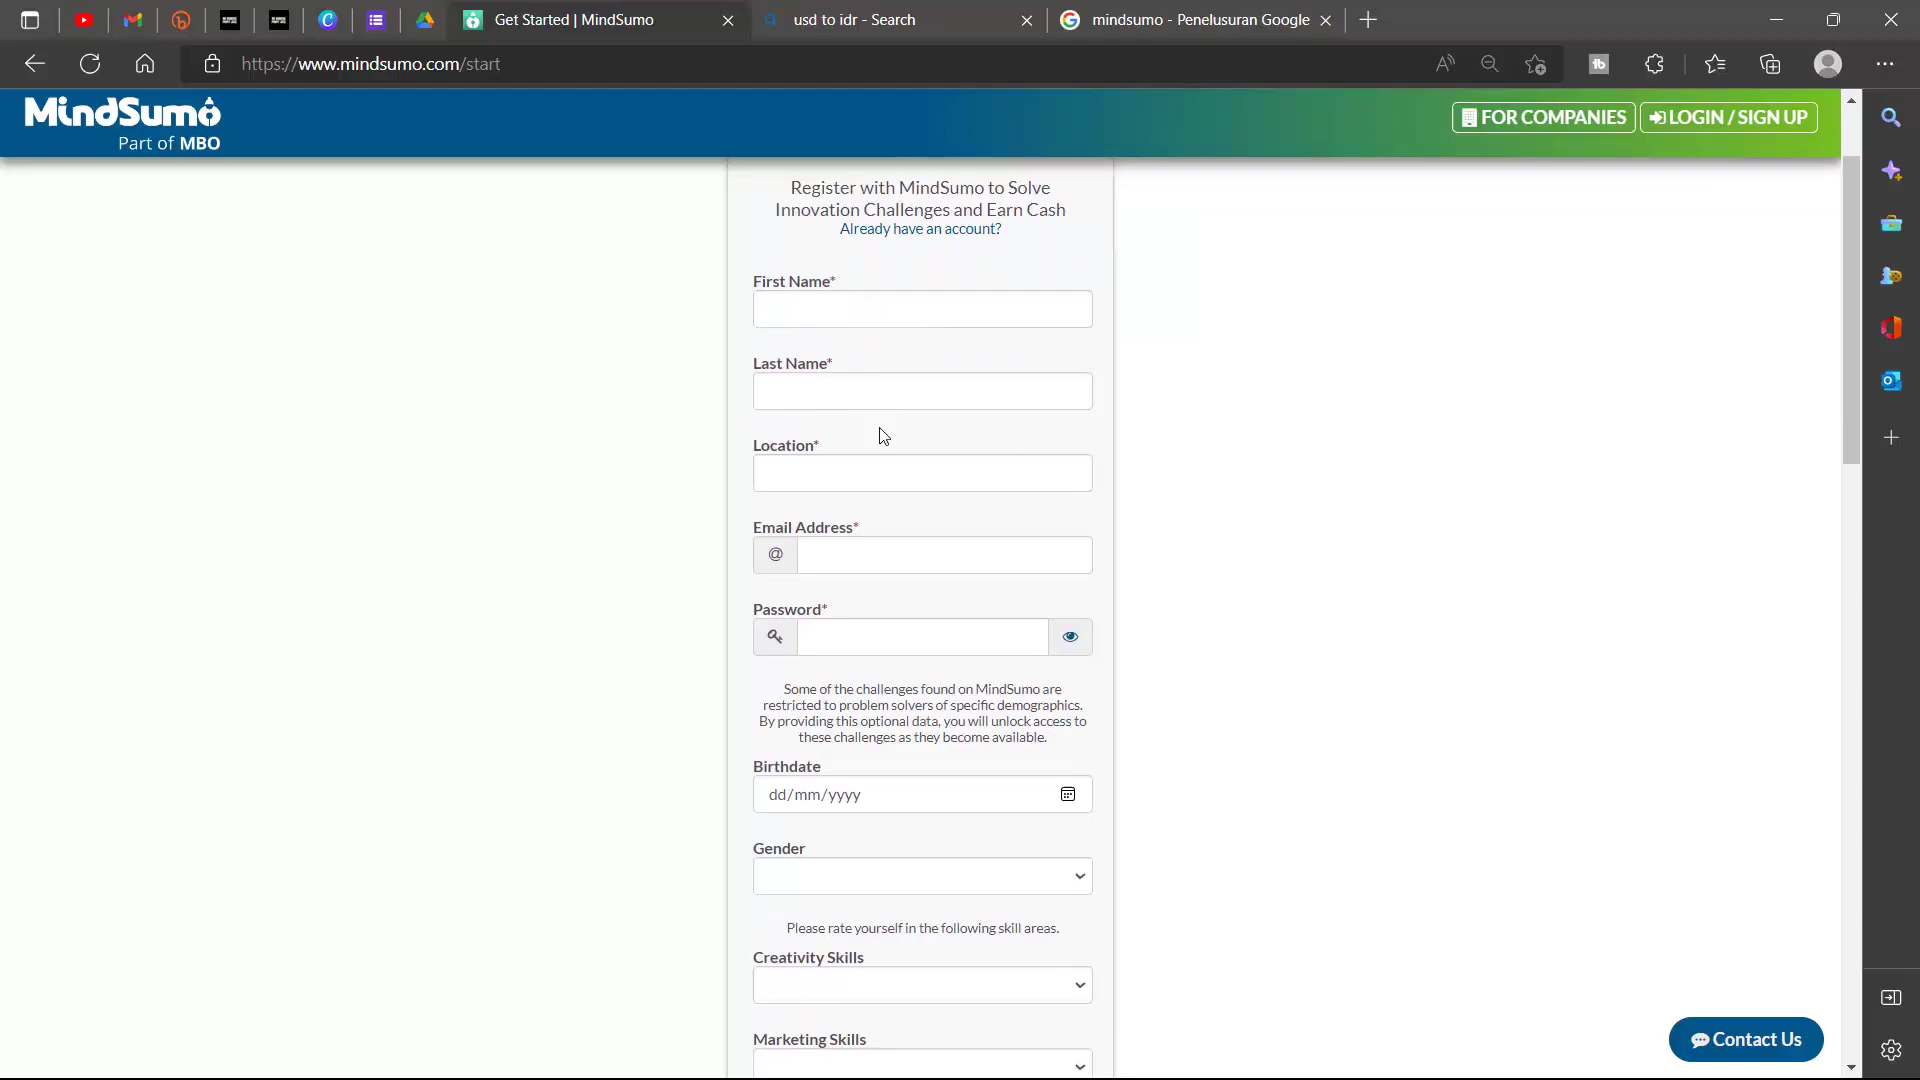 Get Started | MindSumo
usd to idr - Search
mindsumo - Penelusuran Google
https://www.mindsumo.com/start
MindSumo
Part of MBO
FOR COMPANIES
LOGIN / SIGN UP
Register with MindSumo to Solve
Innovation Challenges and Earn Cash
Already have an account?
First Name*
Last Name*
Location*
Email Address*
@
Password*
Some of the challenges found on MindSumo are
restricted to problem solvers of specific demographics.
By providing this optional data, you will unlock access to
these challenges as they become available.
Birthdate
dd/mm/yyyy
Gender
Please rate yourself in the following skill areas.
Creativity Skills
Marketing Skills
Contact Us